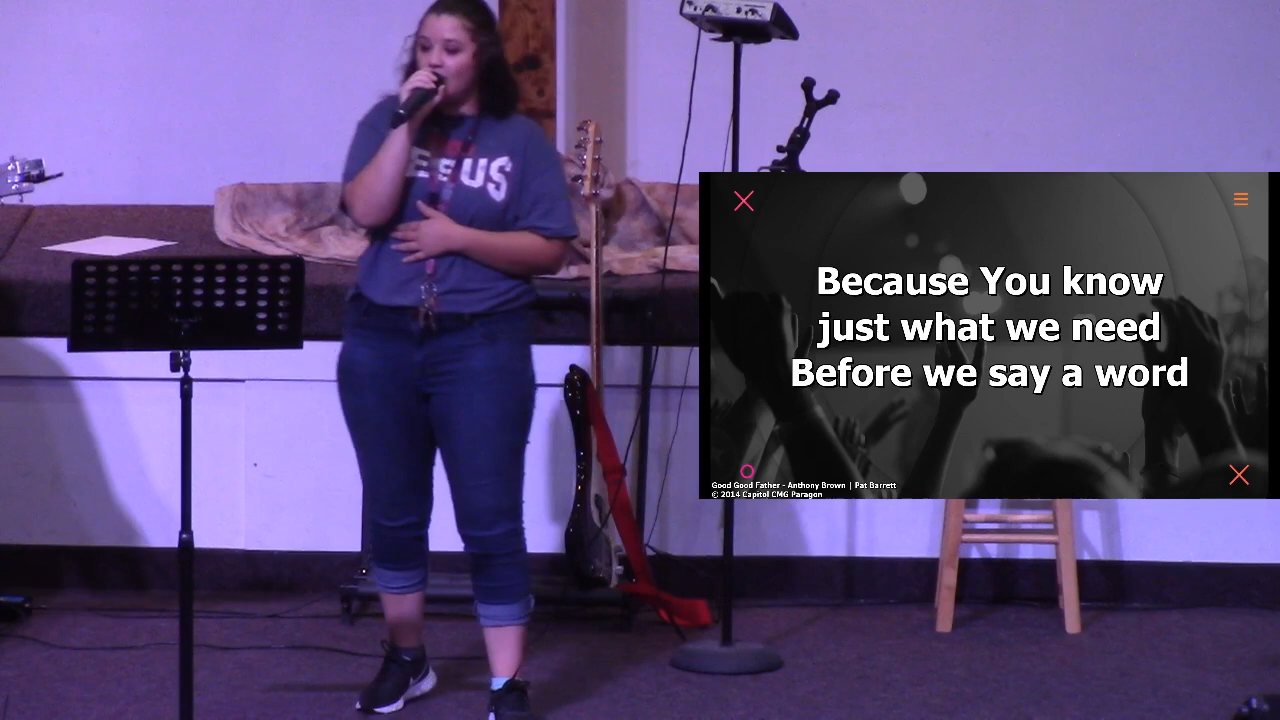 ESUS
Because You know
just what we need
Before we say a word
Good Good Father - Anthony Brown | Pat Barrett
© 2014 Capitol CMG Paragon